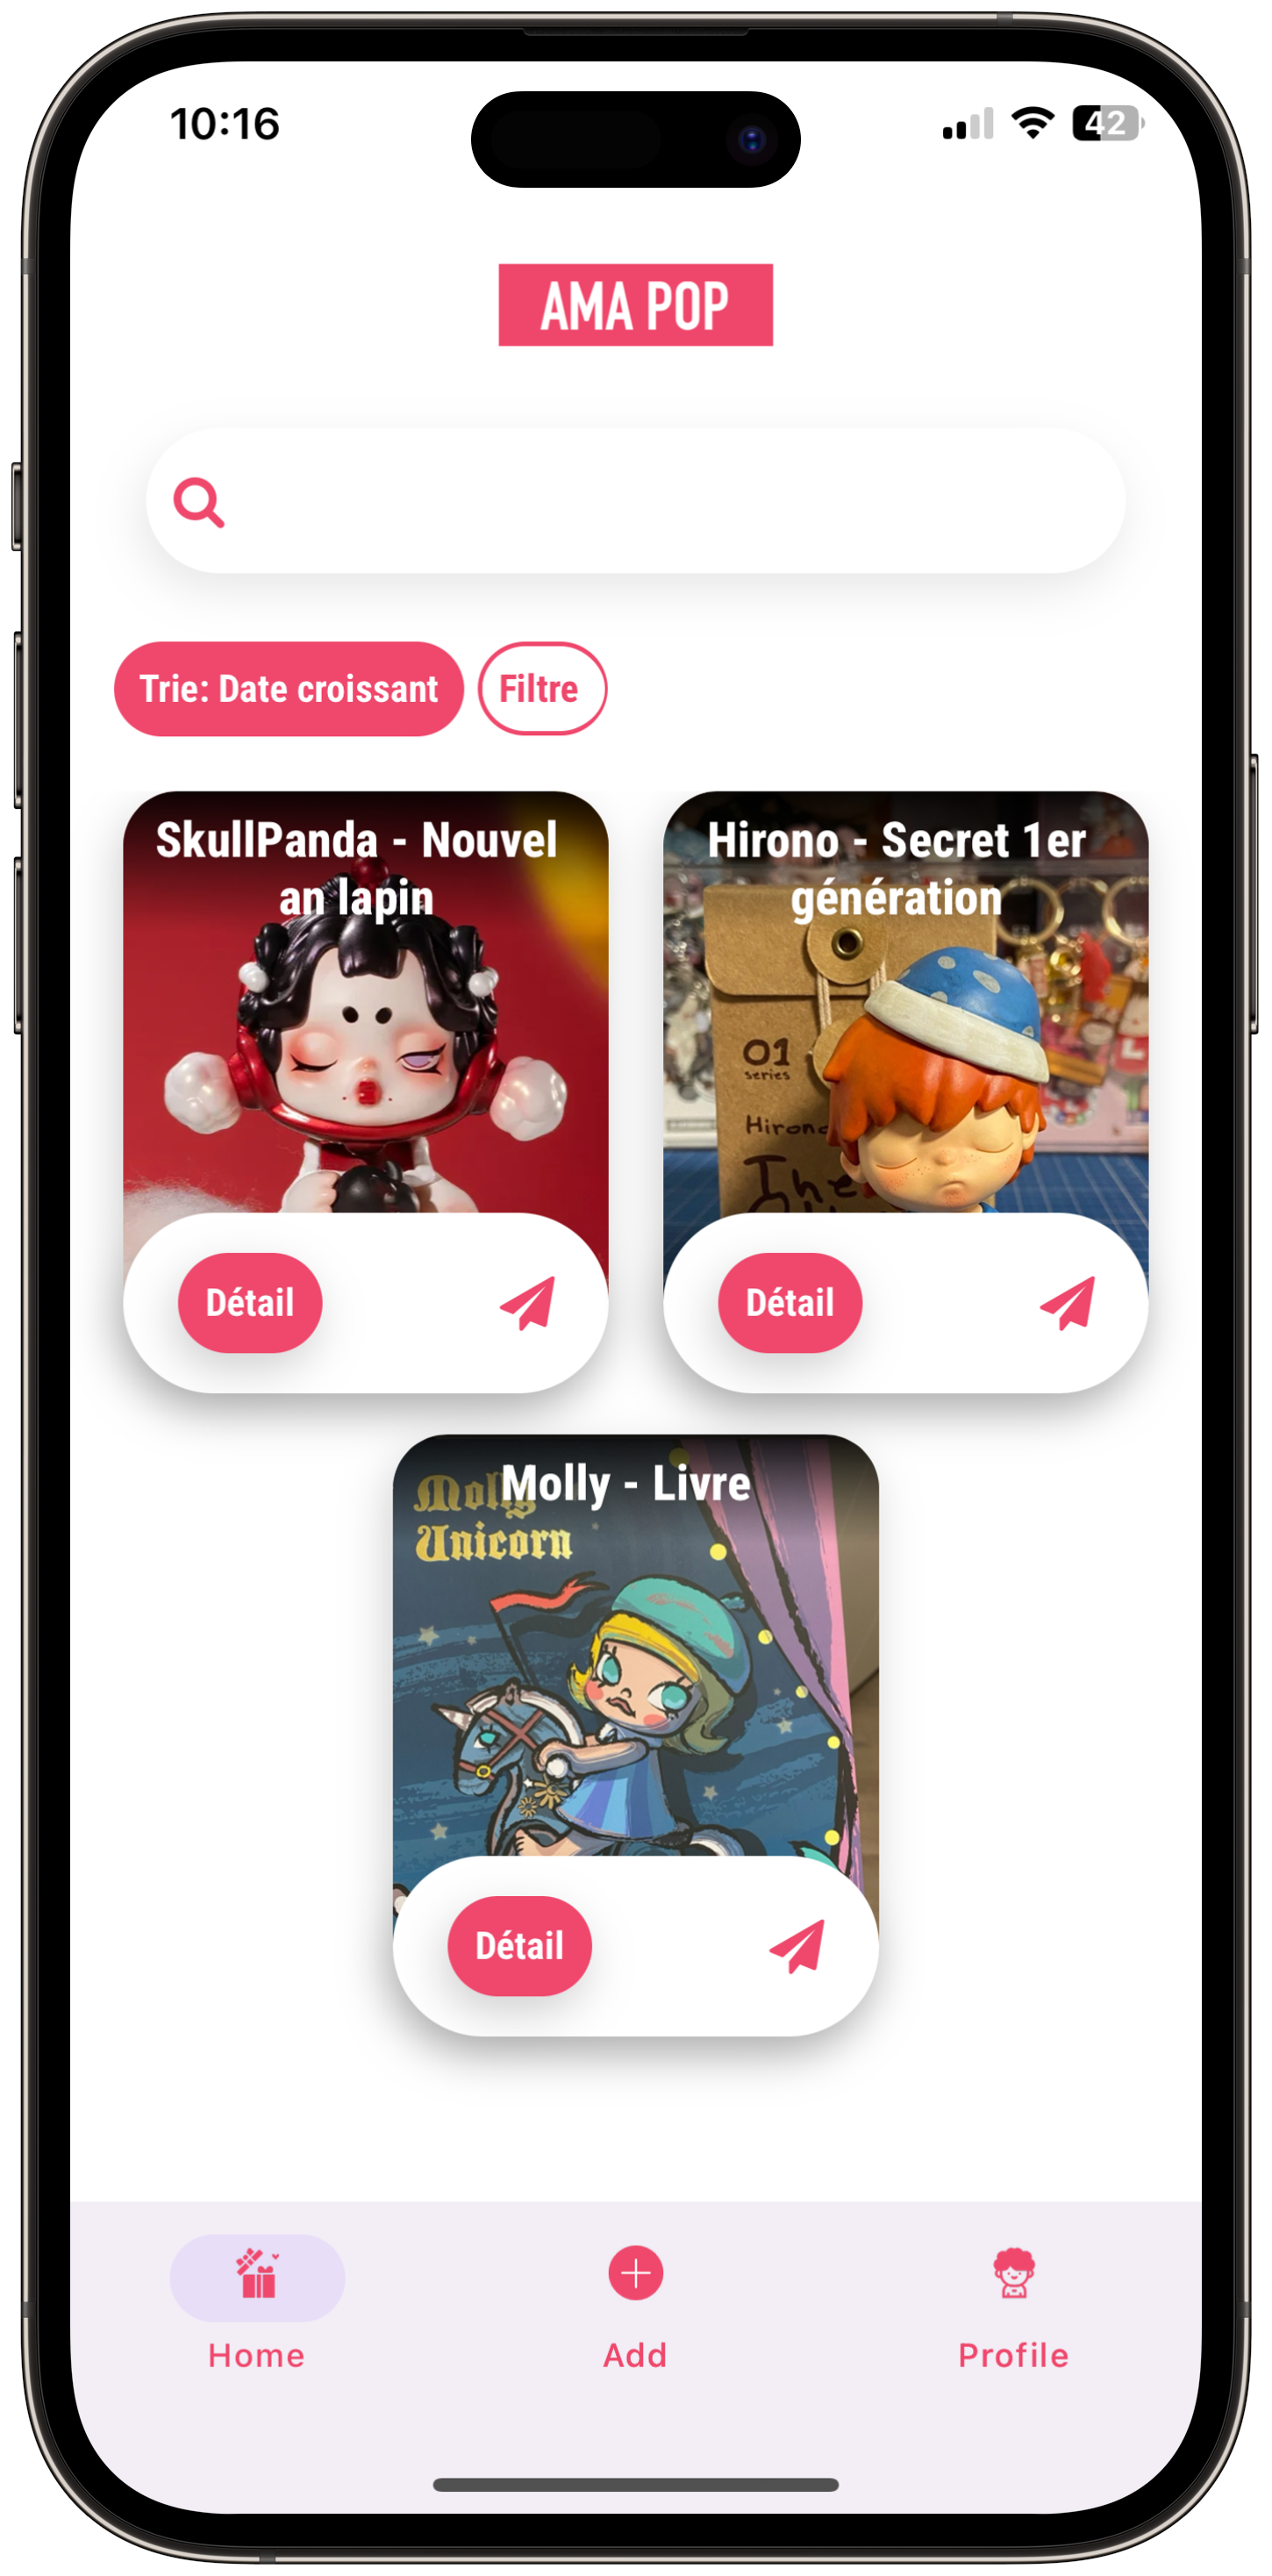 10:16
42
AMA POP
Trie: Date croissant
Filtre
SkullPanda - Nouvel
an lapin
Hirono - Secret 1er
génération
01
series
Hirono
The
Détail
Détail
Molly - Livre
Molly
Unicorn
Détail
Home
Add
Profile